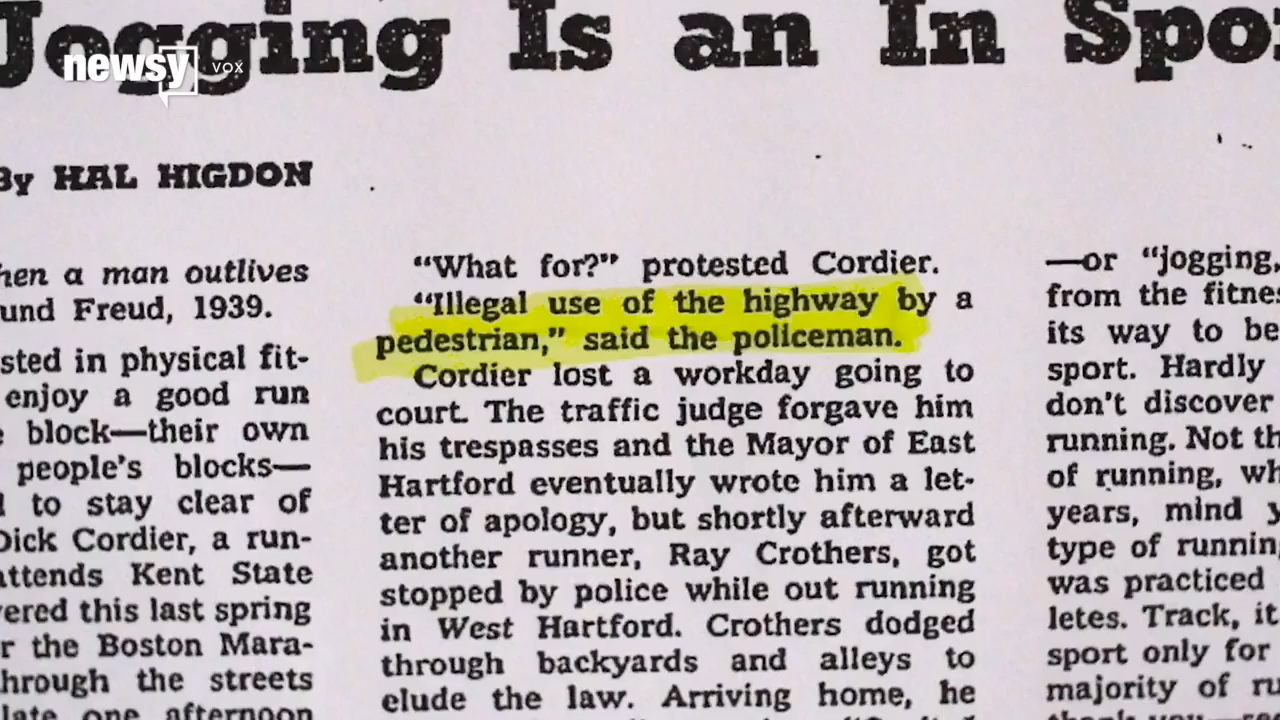 Jogging Is an In Spo
newsy VOX
By HAL HIGDON
hen a man outlives
und Freud, 1939.
sted in physical fit-
enjoy a good run
block—their own
people's blocks—
to stay clear of
Dick Cordier, a run-
attends Kent State
vered this last spring
r the Boston Mara-
hrough the streets
late one afternoon
“What for?” protested Cordier.
“Illegal use of the highway by a
pedestrian,” said the policeman.
Cordier lost a workday going to
court. The traffic judge forgave him
his trespasses and the Mayor of East
Hartford eventually wrote him a let-
ter of apology, but shortly afterward
another runner, Ray Crothers, got
stopped by police while out running
in West Hartford. Crothers dodged
through backyards and alleys to
elude the law. Arriving home, he
—or “jogging,
from the fitnes
its way to be
sport. Hardly
don't discover
running. Not th
of running, wh
years, mind y
type of runnin
was practiced
letes. Track, it
sport only for
majority of ru